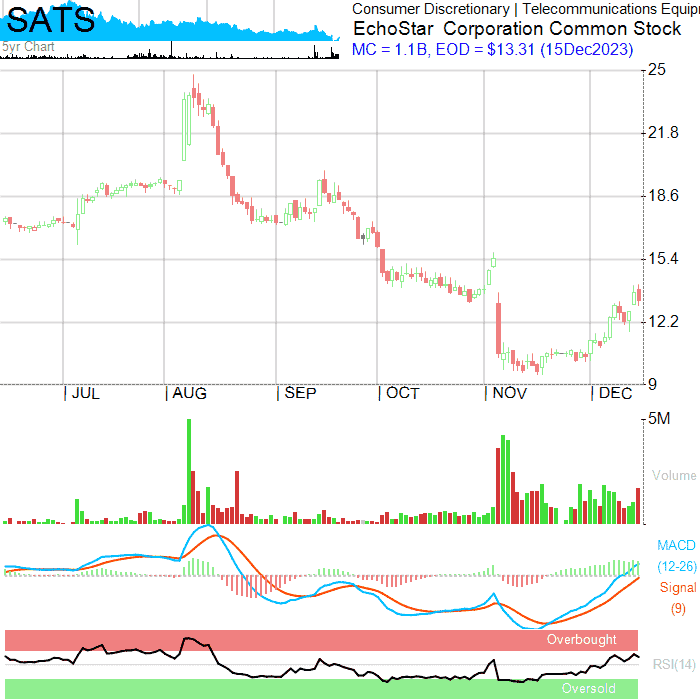 SATS
Consumer Discretionary | Telecommunications Equip
EchoStar Corporation Common Stock
5yr Chart
MC = 1.1B, EOD = $13.31 (15Dec2023)
25
21.8
18.6
15.4
12.2
9
JUL AUG SEP OCT NOV DEC
5M
Volume
MACD
(12-26)
Signal
(9)
Overbought
RSI(14)
Oversold